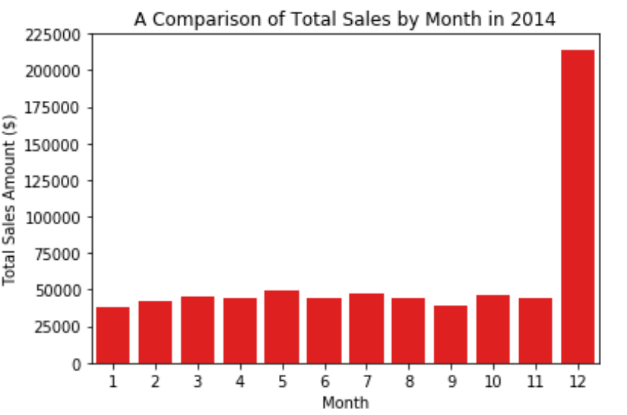 A Comparison of Total Sales by Month in 2014
Total Sales Amount ($)
225000
200000
175000
150000
125000
100000
75000
50000
25000
0
1 2 3 4 5 6 7 8 9 10 11 12
Month